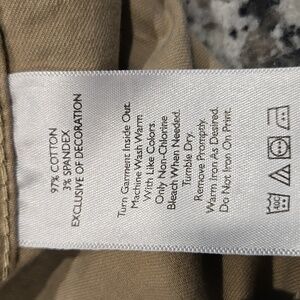 97% COTTON
3% SPANDEX
EXCLUSIVE OF DECORATION
Turn Garment Inside Out.
Machine Wash Warm
With Like Colors.
Only Non-Chlorine
Bleach When Needed.
Tumble Dry.
Remove Promptly.
Warm Iron As Desired.
Do Not Iron On Print.
40C